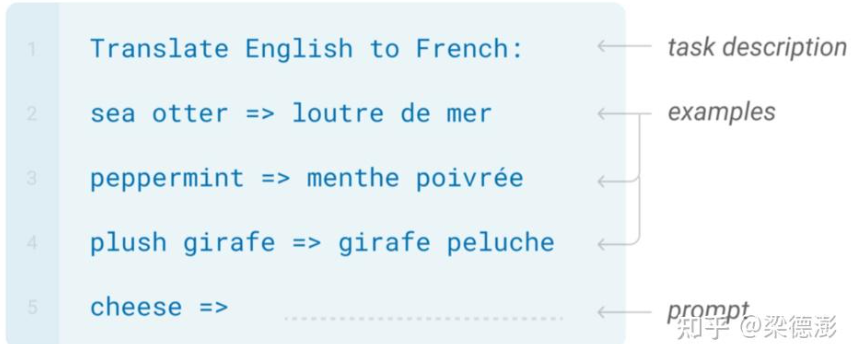 1 Translate English to French: task description
2 sea otter => loutre de mer examples
3 peppermint => menthe poivrée
4 plush girafe => girafe peluche
5 cheese => prompt
知乎 @梁德澎